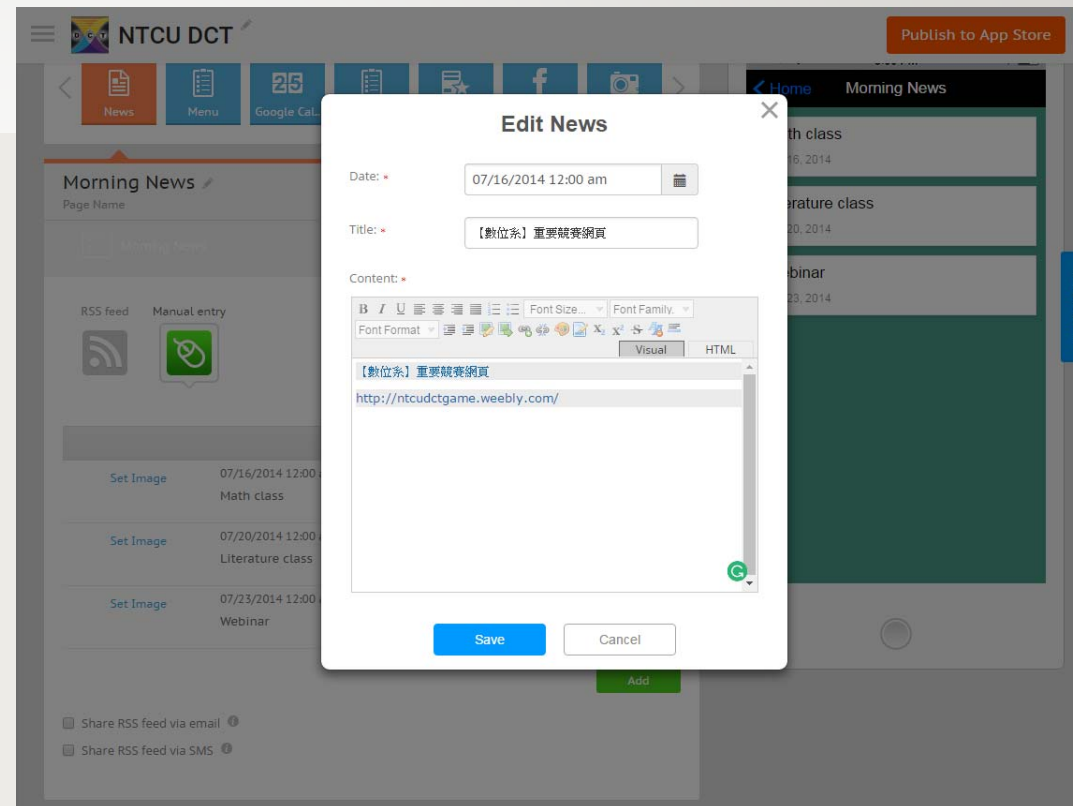 NTCU DCT
Publish to App Store
News
Menu
Google Cal..
Home
Morning News
th class
16, 2014
erature class
20, 2014
binar
23, 2014
Morning News
Page Name
Morning News
RSS feed
Manual entry
Set Image
07/16/2014 12:00 a
Math class
Set Image
07/20/2014 12:00 a
Literature class
Set Image
07/23/2014 12:00 a
Webinar
Add
Share RSS feed via email
Share RSS feed via SMS
Edit News
Date: *
07/16/2014 12:00 am
Title: *
【數位系】重要競賽網頁
Content: *
B I U Font Size... Font Family.
Font Format
Visual HTML
【數位系】重要競賽網頁
http://ntcudctgame.weebly.com/
Save
Cancel